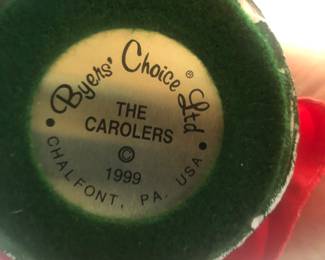 Byers' Choice® Ltd
THE
CAROLERS
©
1999
• CHALFONT, PA. USA •